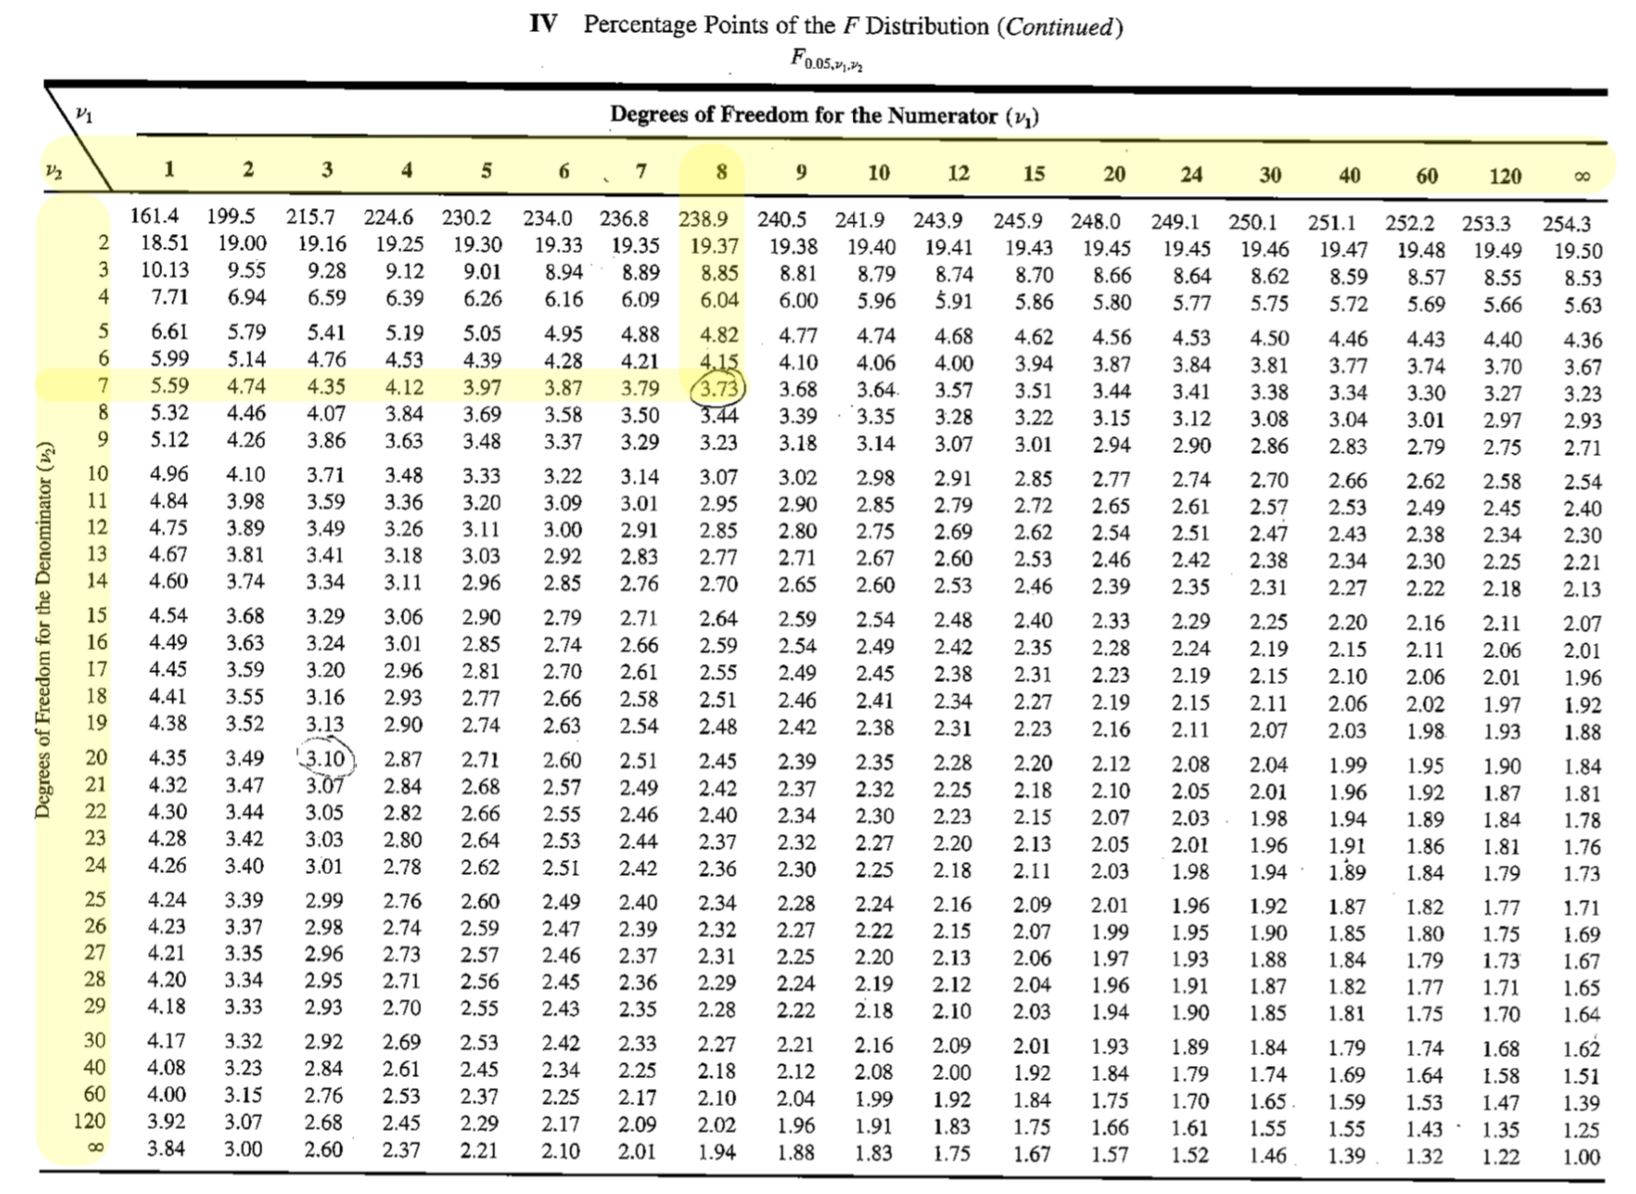 IV Percentage Points of the F Distribution (Continued)
F0.05,ν1,ν2
ν1
Degrees of Freedom for the Numerator (ν1)
ν2 1 2 3 4 5 6 7 8 9 10 12 15 20 24 30 40 60 120 ∞
161.4 199.5 215.7 224.6 230.2 234.0 236.8 238.9 240.5 241.9 243.9 245.9 248.0 249.1 250.1 251.1 252.2 253.3 254.3
2 18.51 19.00 19.16 19.25 19.30 19.33 19.35 19.37 19.38 19.40 19.41 19.43 19.45 19.45 19.46 19.47 19.48 19.49 19.50
3 10.13 9.55 9.28 9.12 9.01 8.94 8.89 8.85 8.81 8.79 8.74 8.70 8.66 8.64 8.62 8.59 8.57 8.55 8.53
4 7.71 6.94 6.59 6.39 6.26 6.16 6.09 6.04 6.00 5.96 5.91 5.86 5.80 5.77 5.75 5.72 5.69 5.66 5.63
5 6.61 5.79 5.41 5.19 5.05 4.95 4.88 4.82 4.77 4.74 4.68 4.62 4.56 4.53 4.50 4.46 4.43 4.40 4.36
6 5.99 5.14 4.76 4.53 4.39 4.28 4.21 4.15 4.10 4.06 4.00 3.94 3.87 3.84 3.81 3.77 3.74 3.70 3.67
7 5.59 4.74 4.35 4.12 3.97 3.87 3.79 3.73 3.68 3.64 3.57 3.51 3.44 3.41 3.38 3.34 3.30 3.27 3.23
8 5.32 4.46 4.07 3.84 3.69 3.58 3.50 3.44 3.39 3.35 3.28 3.22 3.15 3.12 3.08 3.04 3.01 2.97 2.93
9 5.12 4.26 3.86 3.63 3.48 3.37 3.29 3.23 3.18 3.14 3.07 3.01 2.94 2.90 2.86 2.83 2.79 2.75 2.71
10 4.96 4.10 3.71 3.48 3.33 3.22 3.14 3.07 3.02 2.98 2.91 2.85 2.77 2.74 2.70 2.66 2.62 2.58 2.54
11 4.84 3.98 3.59 3.36 3.20 3.09 3.01 2.95 2.90 2.85 2.79 2.72 2.65 2.61 2.57 2.53 2.49 2.45 2.40
12 4.75 3.89 3.49 3.26 3.11 3.00 2.91 2.85 2.80 2.75 2.69 2.62 2.54 2.51 2.47 2.43 2.38 2.34 2.30
13 4.67 3.81 3.41 3.18 3.03 2.92 2.83 2.77 2.71 2.67 2.60 2.53 2.46 2.42 2.38 2.34 2.30 2.25 2.21
14 4.60 3.74 3.34 3.11 2.96 2.85 2.76 2.70 2.65 2.60 2.53 2.46 2.39 2.35 2.31 2.27 2.22 2.18 2.13
15 4.54 3.68 3.29 3.06 2.90 2.79 2.71 2.64 2.59 2.54 2.48 2.40 2.33 2.29 2.25 2.20 2.16 2.11 2.07
16 4.49 3.63 3.24 3.01 2.85 2.74 2.66 2.59 2.54 2.49 2.42 2.35 2.28 2.24 2.19 2.15 2.11 2.06 2.01
17 4.45 3.59 3.20 2.96 2.81 2.70 2.61 2.55 2.49 2.45 2.38 2.31 2.23 2.19 2.15 2.10 2.06 2.01 1.96
18 4.41 3.55 3.16 2.93 2.77 2.66 2.58 2.51 2.46 2.41 2.34 2.27 2.19 2.15 2.11 2.06 2.02 1.97 1.92
19 4.38 3.52 3.13 2.90 2.74 2.63 2.54 2.48 2.42 2.38 2.31 2.23 2.16 2.11 2.07 2.03 1.98 1.93 1.88
20 4.35 3.49 3.10 2.87 2.71 2.60 2.51 2.45 2.39 2.35 2.28 2.20 2.12 2.08 2.04 1.99 1.95 1.90 1.84
21 4.32 3.47 3.07 2.84 2.68 2.57 2.49 2.42 2.37 2.32 2.25 2.18 2.10 2.05 2.01 1.96 1.92 1.87 1.81
22 4.30 3.44 3.05 2.82 2.66 2.55 2.46 2.40 2.34 2.30 2.23 2.15 2.07 2.03 1.98 1.94 1.89 1.84 1.78
23 4.28 3.42 3.03 2.80 2.64 2.53 2.44 2.37 2.32 2.27 2.20 2.13 2.05 2.01 1.96 1.91 1.86 1.81 1.76
24 4.26 3.40 3.01 2.78 2.62 2.51 2.42 2.36 2.30 2.25 2.18 2.11 2.03 1.98 1.94 1.89 1.84 1.79 1.73
25 4.24 3.39 2.99 2.76 2.60 2.49 2.40 2.34 2.28 2.24 2.16 2.09 2.01 1.96 1.92 1.87 1.82 1.77 1.71
26 4.23 3.37 2.98 2.74 2.59 2.47 2.39 2.32 2.27 2.22 2.15 2.07 1.99 1.95 1.90 1.85 1.80 1.75 1.69
27 4.21 3.35 2.96 2.73 2.57 2.46 2.37 2.31 2.25 2.20 2.13 2.06 1.97 1.93 1.88 1.84 1.79 1.73 1.67
28 4.20 3.34 2.95 2.71 2.56 2.45 2.36 2.29 2.24 2.19 2.12 2.04 1.96 1.91 1.87 1.82 1.77 1.71 1.65
29 4.18 3.33 2.93 2.70 2.55 2.43 2.35 2.28 2.22 2.18 2.10 2.03 1.94 1.90 1.85 1.81 1.75 1.70 1.64
30 4.17 3.32 2.92 2.69 2.53 2.42 2.33 2.27 2.21 2.16 2.09 2.01 1.93 1.89 1.84 1.79 1.74 1.68 1.62
40 4.08 3.23 2.84 2.61 2.45 2.34 2.25 2.18 2.12 2.08 2.00 1.92 1.84 1.79 1.74 1.69 1.64 1.58 1.51
60 4.00 3.15 2.76 2.53 2.37 2.25 2.17 2.10 2.04 1.99 1.92 1.84 1.75 1.70 1.65 1.59 1.53 1.47 1.39
120 3.92 3.07 2.68 2.45 2.29 2.17 2.09 2.02 1.96 1.91 1.83 1.75 1.66 1.61 1.55 1.55 1.43 1.35 1.25
∞ 3.84 3.00 2.60 2.37 2.21 2.10 2.01 1.94 1.88 1.83 1.75 1.67 1.57 1.52 1.46 1.39 1.32 1.22 1.00
Degrees of Freedom for the Denominator (ν2)